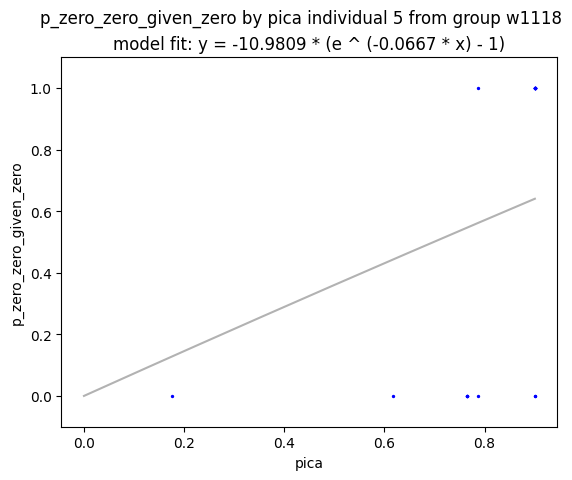 p_zero_zero_given_zero by pica individual 5 from group w1118
model fit: y = -10.9809 * (e ^ (-0.0667 * x) - 1)
1.0
0.8
0.6
0.4
0.2
0.0
p_zero_zero_given_zero
0.0 0.2 0.4 0.6 0.8
pica